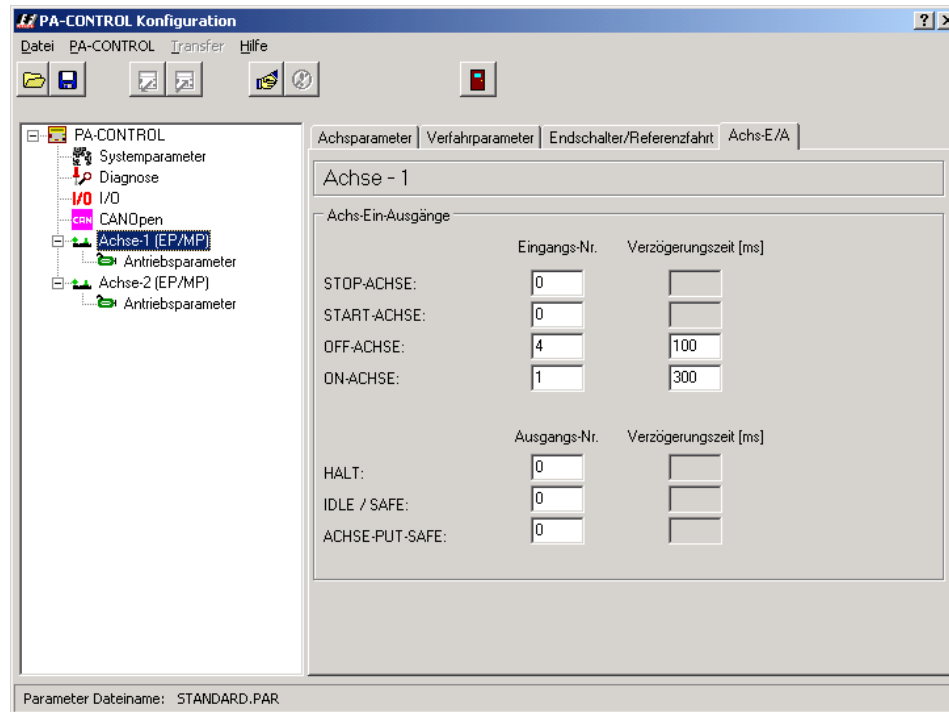 PA-CONTROL Konfiguration
Datei PA-CONTROL Transfer Hilfe
PA-CONTROL
Systemparameter
Diagnose
I/O I/O
CAN CANOpen
Achse-1 (EP/MP)
Antriebsparameter
Achse-2 (EP/MP)
Antriebsparameter
Achsparameter Verfahrparameter Endschalter/Referenzfahrt Achs-E/A
Achse - 1
Achs-Ein-Ausgänge
Eingangs-Nr. Verzögerungszeit [ms]
STOP-ACHSE: 0
START-ACHSE: 0
OFF-ACHSE: 4 100
ON-ACHSE: 1 300
Ausgangs-Nr. Verzögerungszeit [ms]
HALT: 0
IDLE / SAFE: 0
ACHSE-PUT-SAFE: 0
Parameter Dateiname: STANDARD.PAR